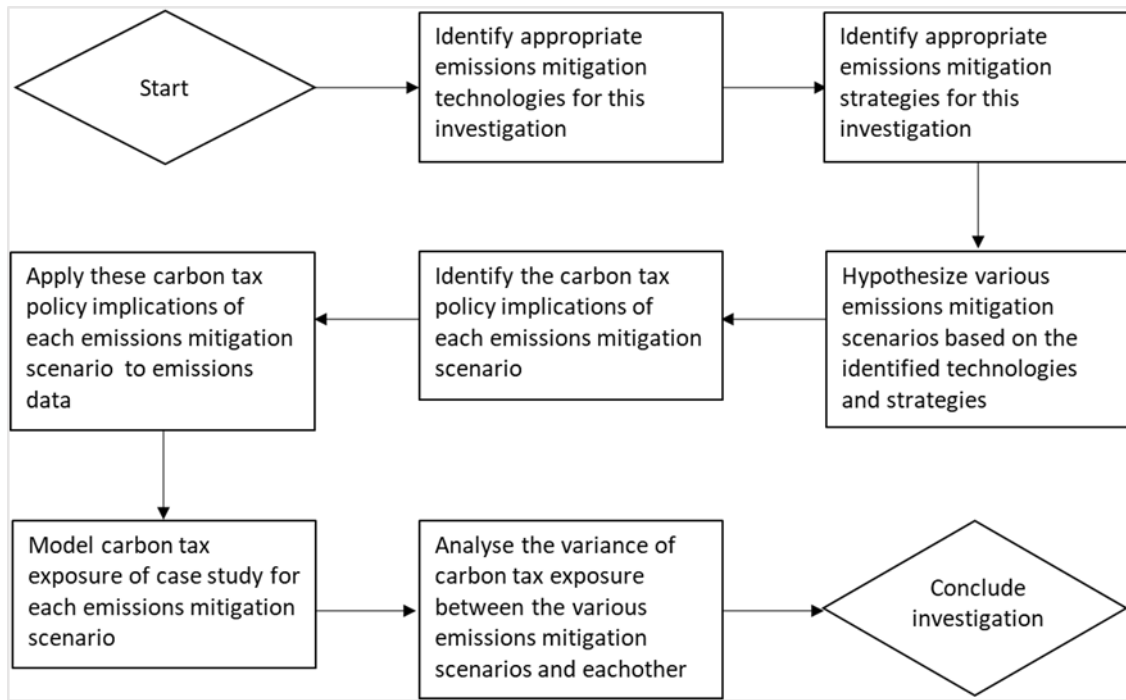 Start
Identify appropriate
emissions mitigation
technologies for this
investigation
Identify appropriate
emissions mitigation
strategies for this
investigation
Hypothesize various
emissions mitigation
scenarios based on the
identified technologies
and strategies
Identify the carbon tax
policy implications of
each emissions mitigation
scenario
Apply these carbon tax
policy implications of
each emissions mitigation
scenario  to emissions
data
Model carbon tax
exposure of case study for
each emissions mitigation
scenario
Analyse the variance of
carbon tax exposure
between the various
emissions mitigation
scenarios and eachother
Conclude
investigation